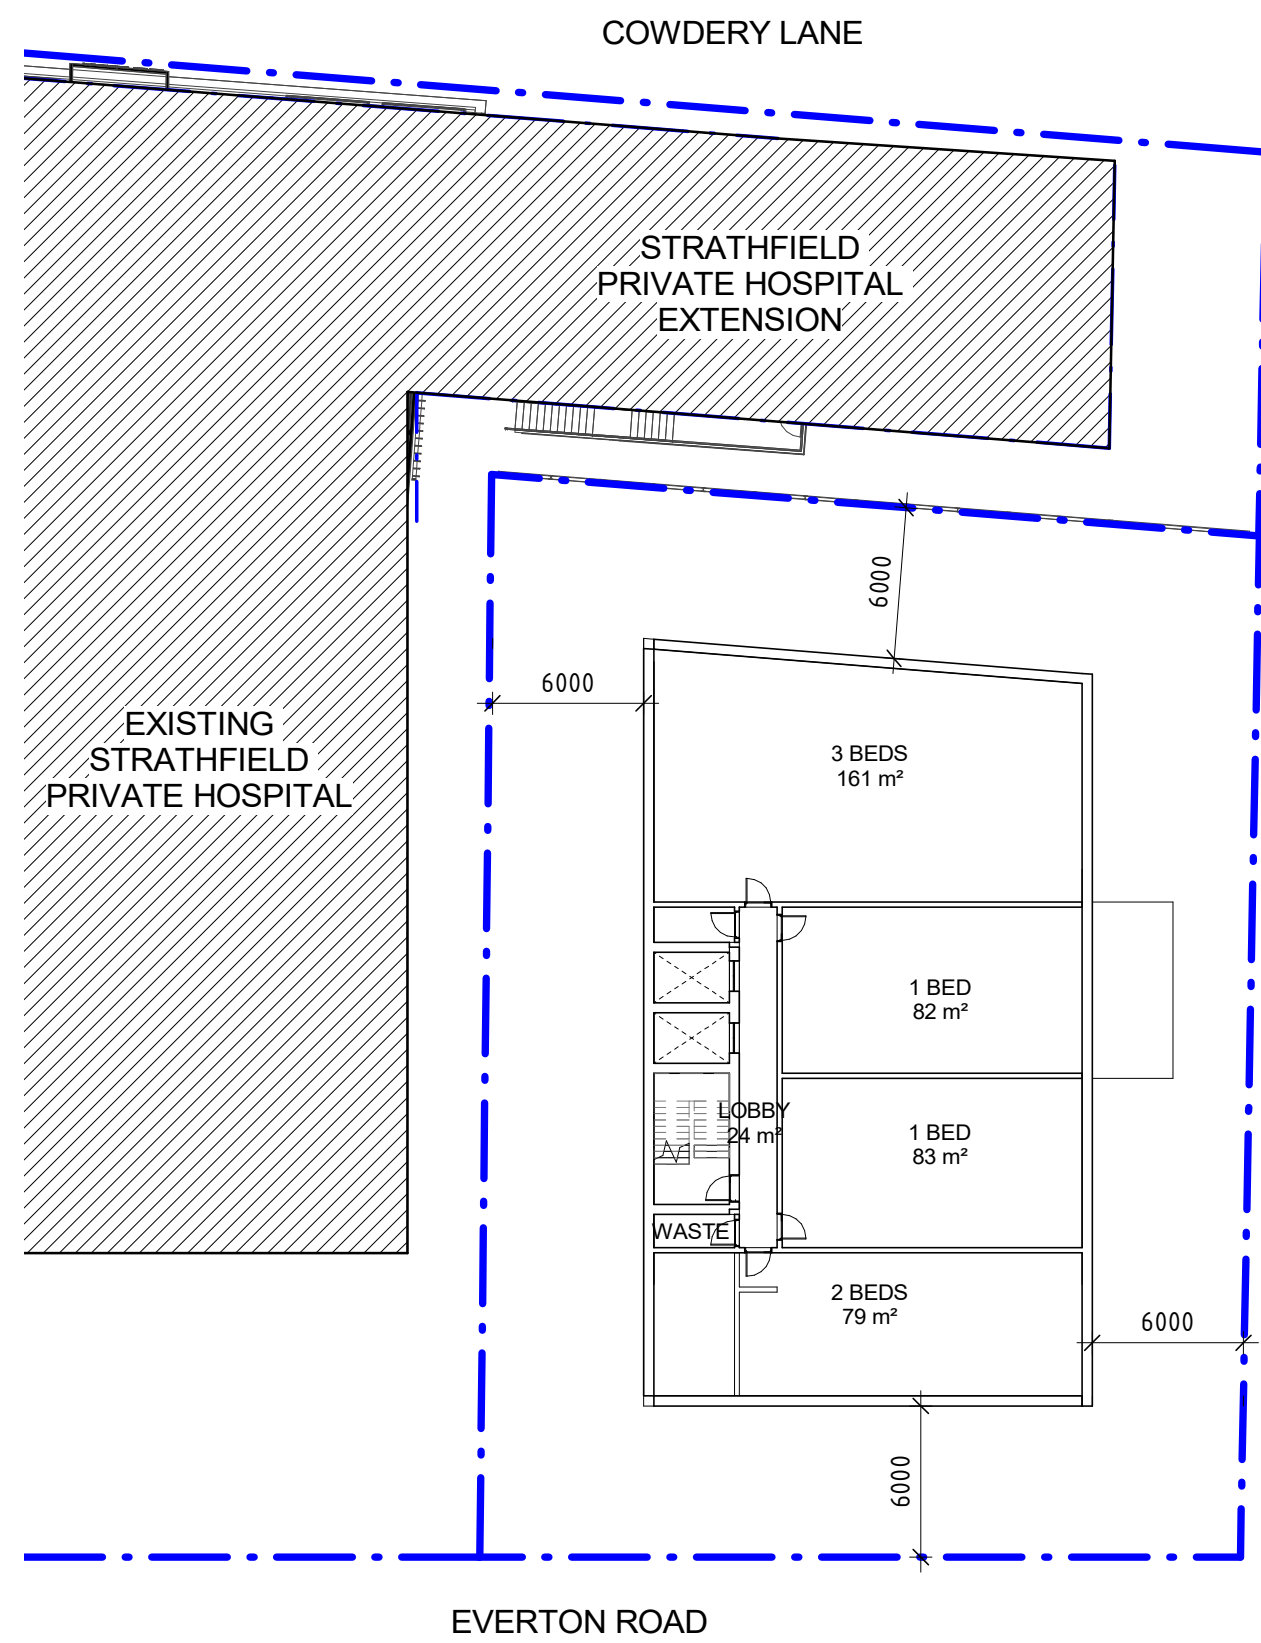 COWDERY LANE
STRATHFIELD
PRIVATE HOSPITAL
EXTENSION
6000
6000
EXISTING
STRATHFIELD
PRIVATE HOSPITAL
3 BEDS
161 m²
1 BED
82 m²
LOBBY
24 m²
1 BED
83 m²
WASTE
2 BEDS
79 m²
6000
6000
EVERTON ROAD